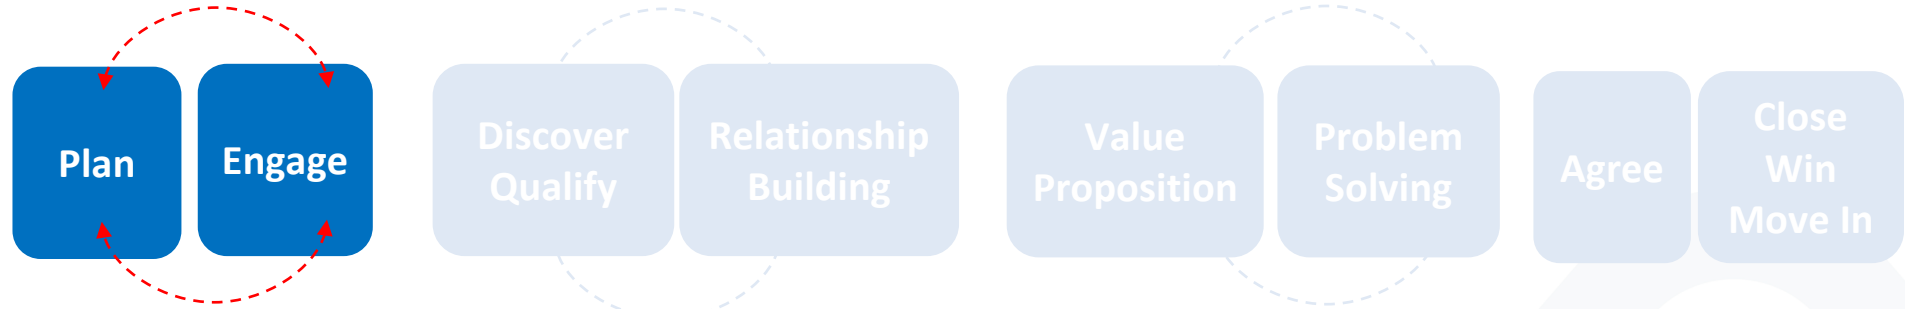 Plan
Engage
Discover
Qualify
Relationship
Building
Value
Proposition
Problem
Solving
Agree
Close
Win
Move In